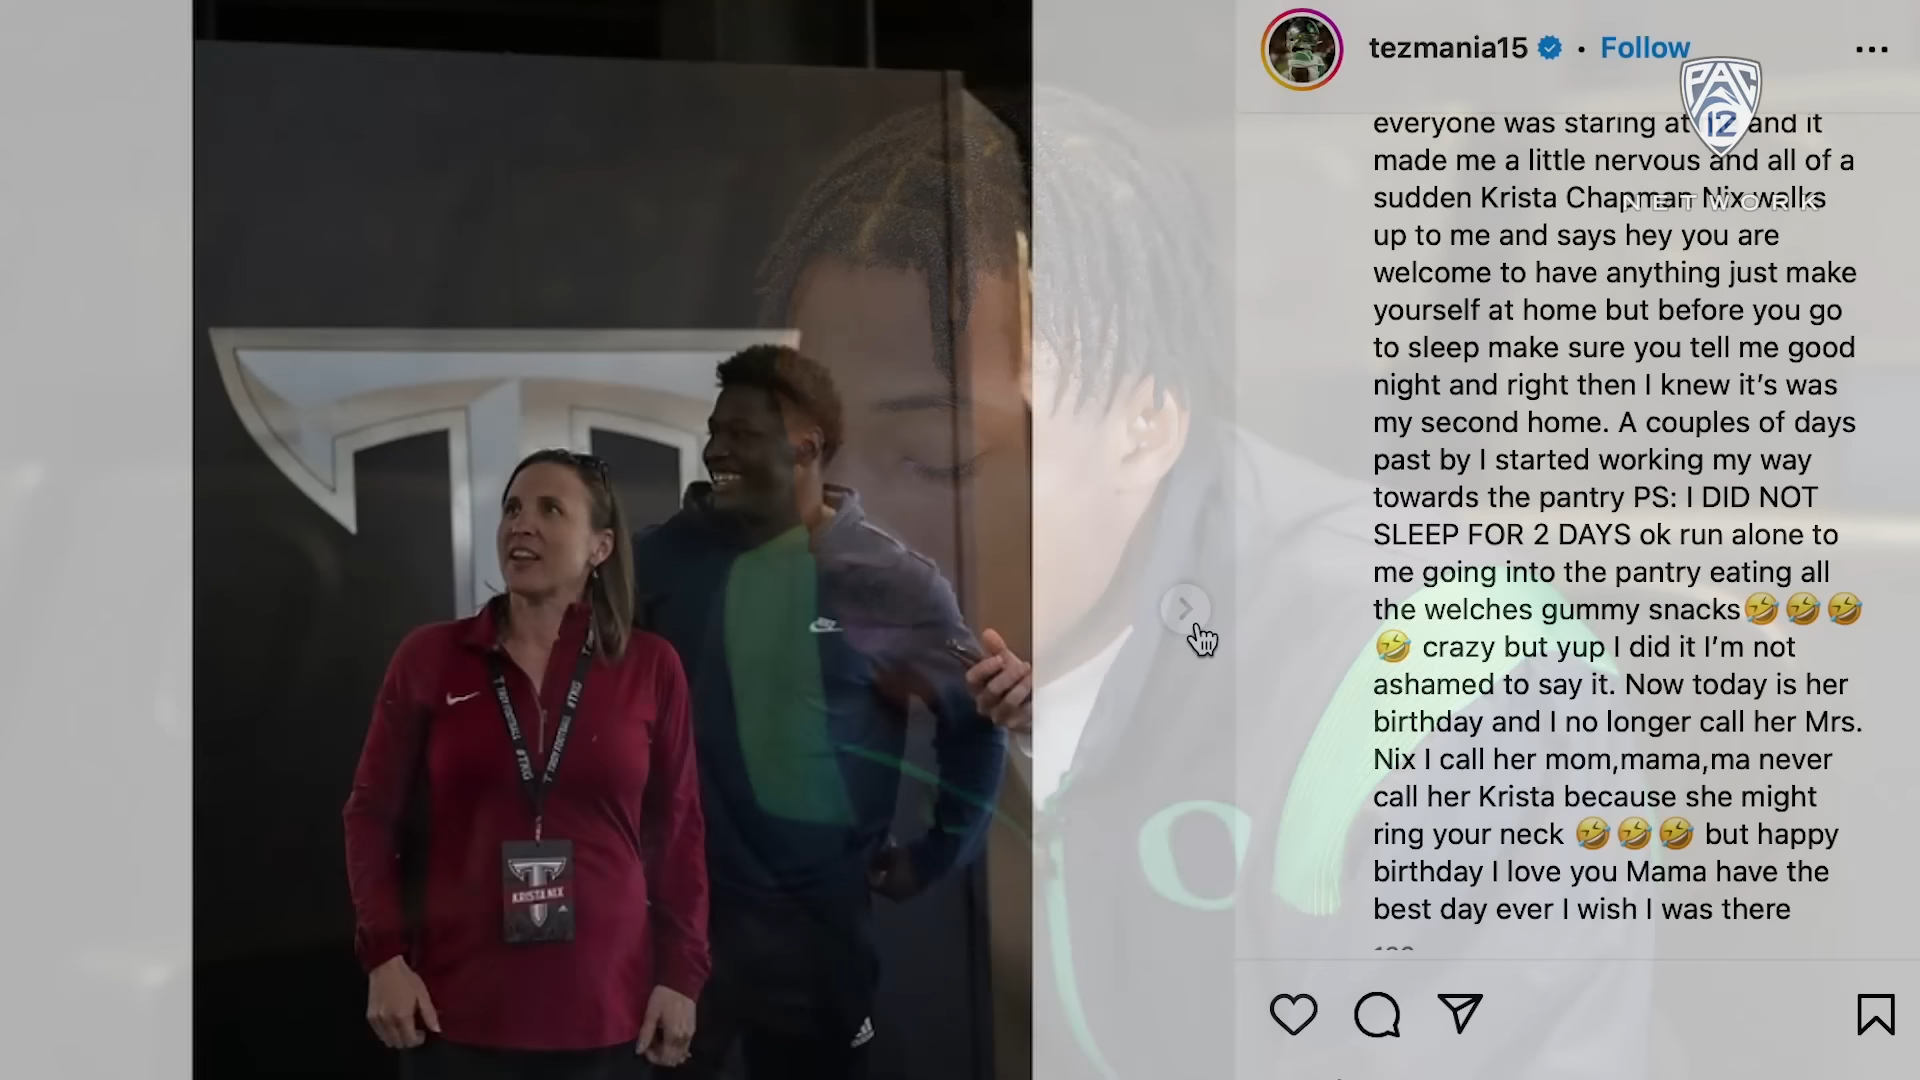 tezmania15 • Follow
PAC
12
NETWORK
everyone was staring at and it
made me a little nervous and all of a
sudden Krista Chapman Nix walks
up to me and says hey you are
welcome to have anything just make
yourself at home but before you go
to sleep make sure you tell me good
night and right then I knew it’s was
my second home. A couples of days
past by I started working my way
towards the pantry PS: I DID NOT
SLEEP FOR 2 DAYS ok run alone to
me going into the pantry eating all
the welches gummy snacks🤣🤣🤣
🤣 crazy but yup I did it I’m not
ashamed to say it. Now today is her
birthday and I no longer call her Mrs.
Nix I call her mom,mama,ma never
call her Krista because she might
ring your neck 🤣🤣🤣 but happy
birthday I love you Mama have the
best day ever I wish I was there
T TROY FOOTBALL #TKG
T TROY FOOTBALL #TKG
KRISTA NIX